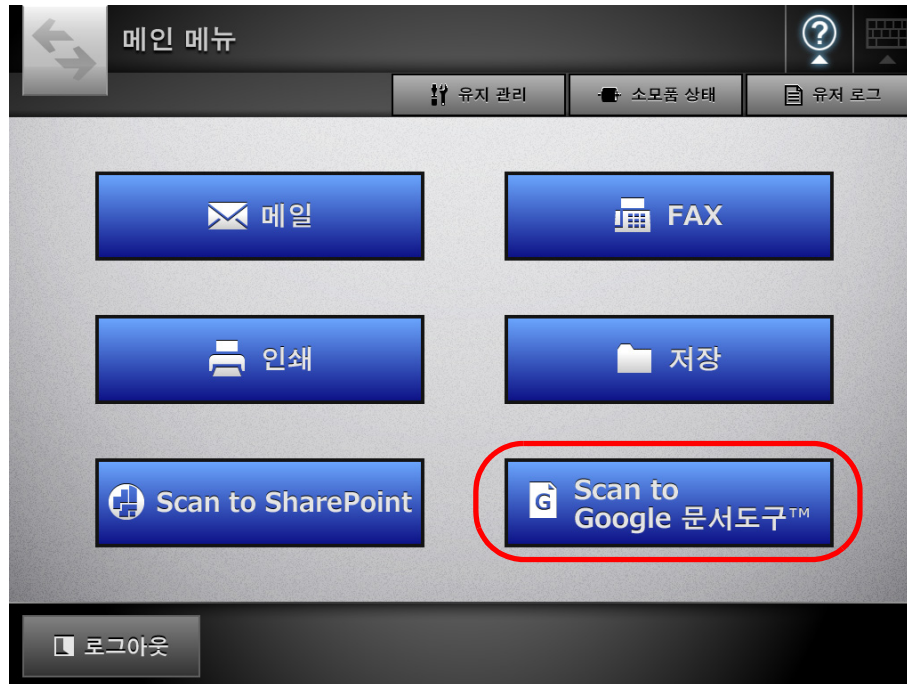 메인 메뉴
?
유지 관리
소모품 상태
유저 로그
메일
FAX
인쇄
저장
Scan to SharePoint
G
Scan to
Google 문서도구™
로그아웃